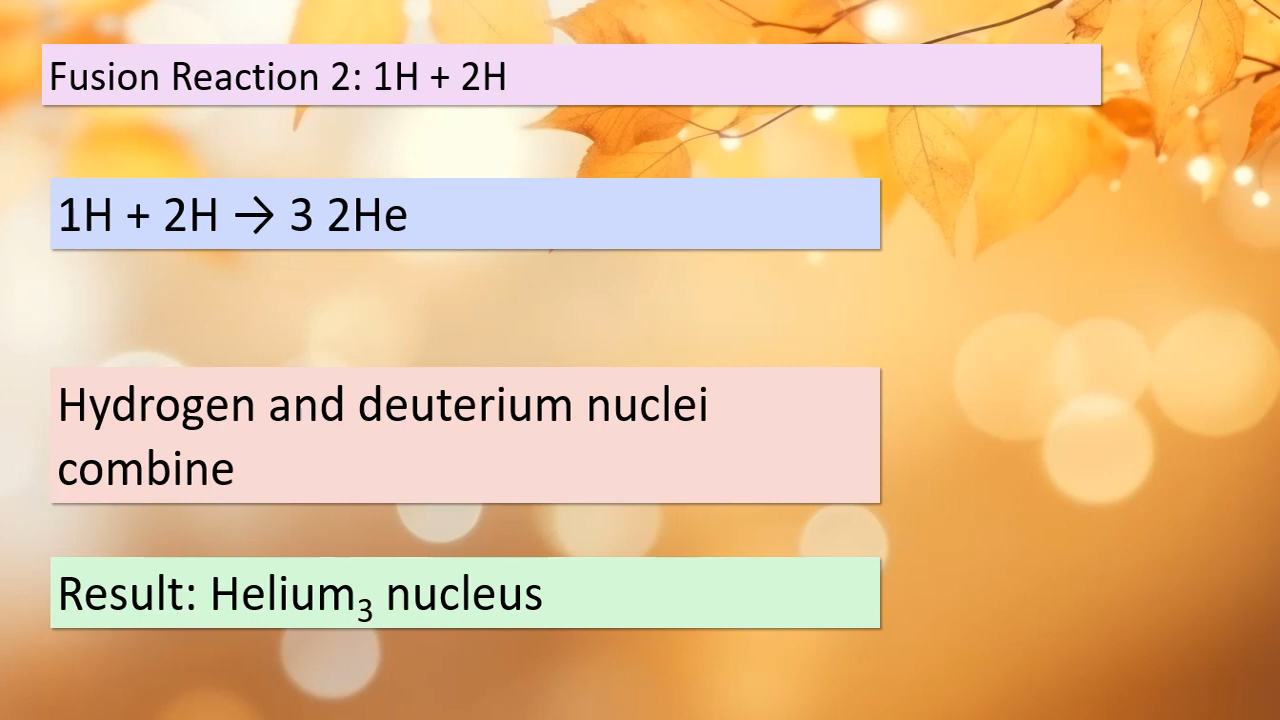 Fusion Reaction 2: 1H + 2H
1H + 2H → 3 2He
Hydrogen and deuterium nuclei
combine
Result: Helium₃ nucleus